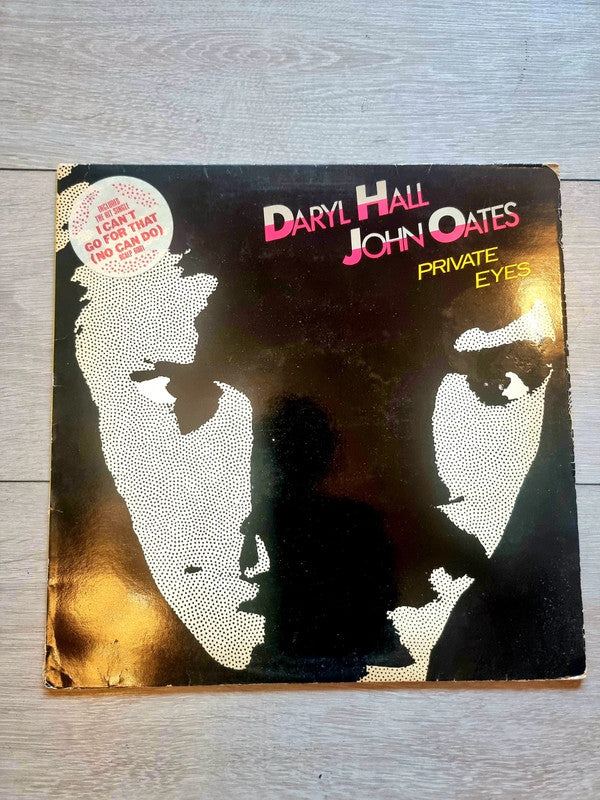 INCLUDES
THE HIT SINGLE
I CAN'T
GO FOR THAT
(NO CAN DO)
DARYL HALL
JOHN OATES
PRIVATE
EYES